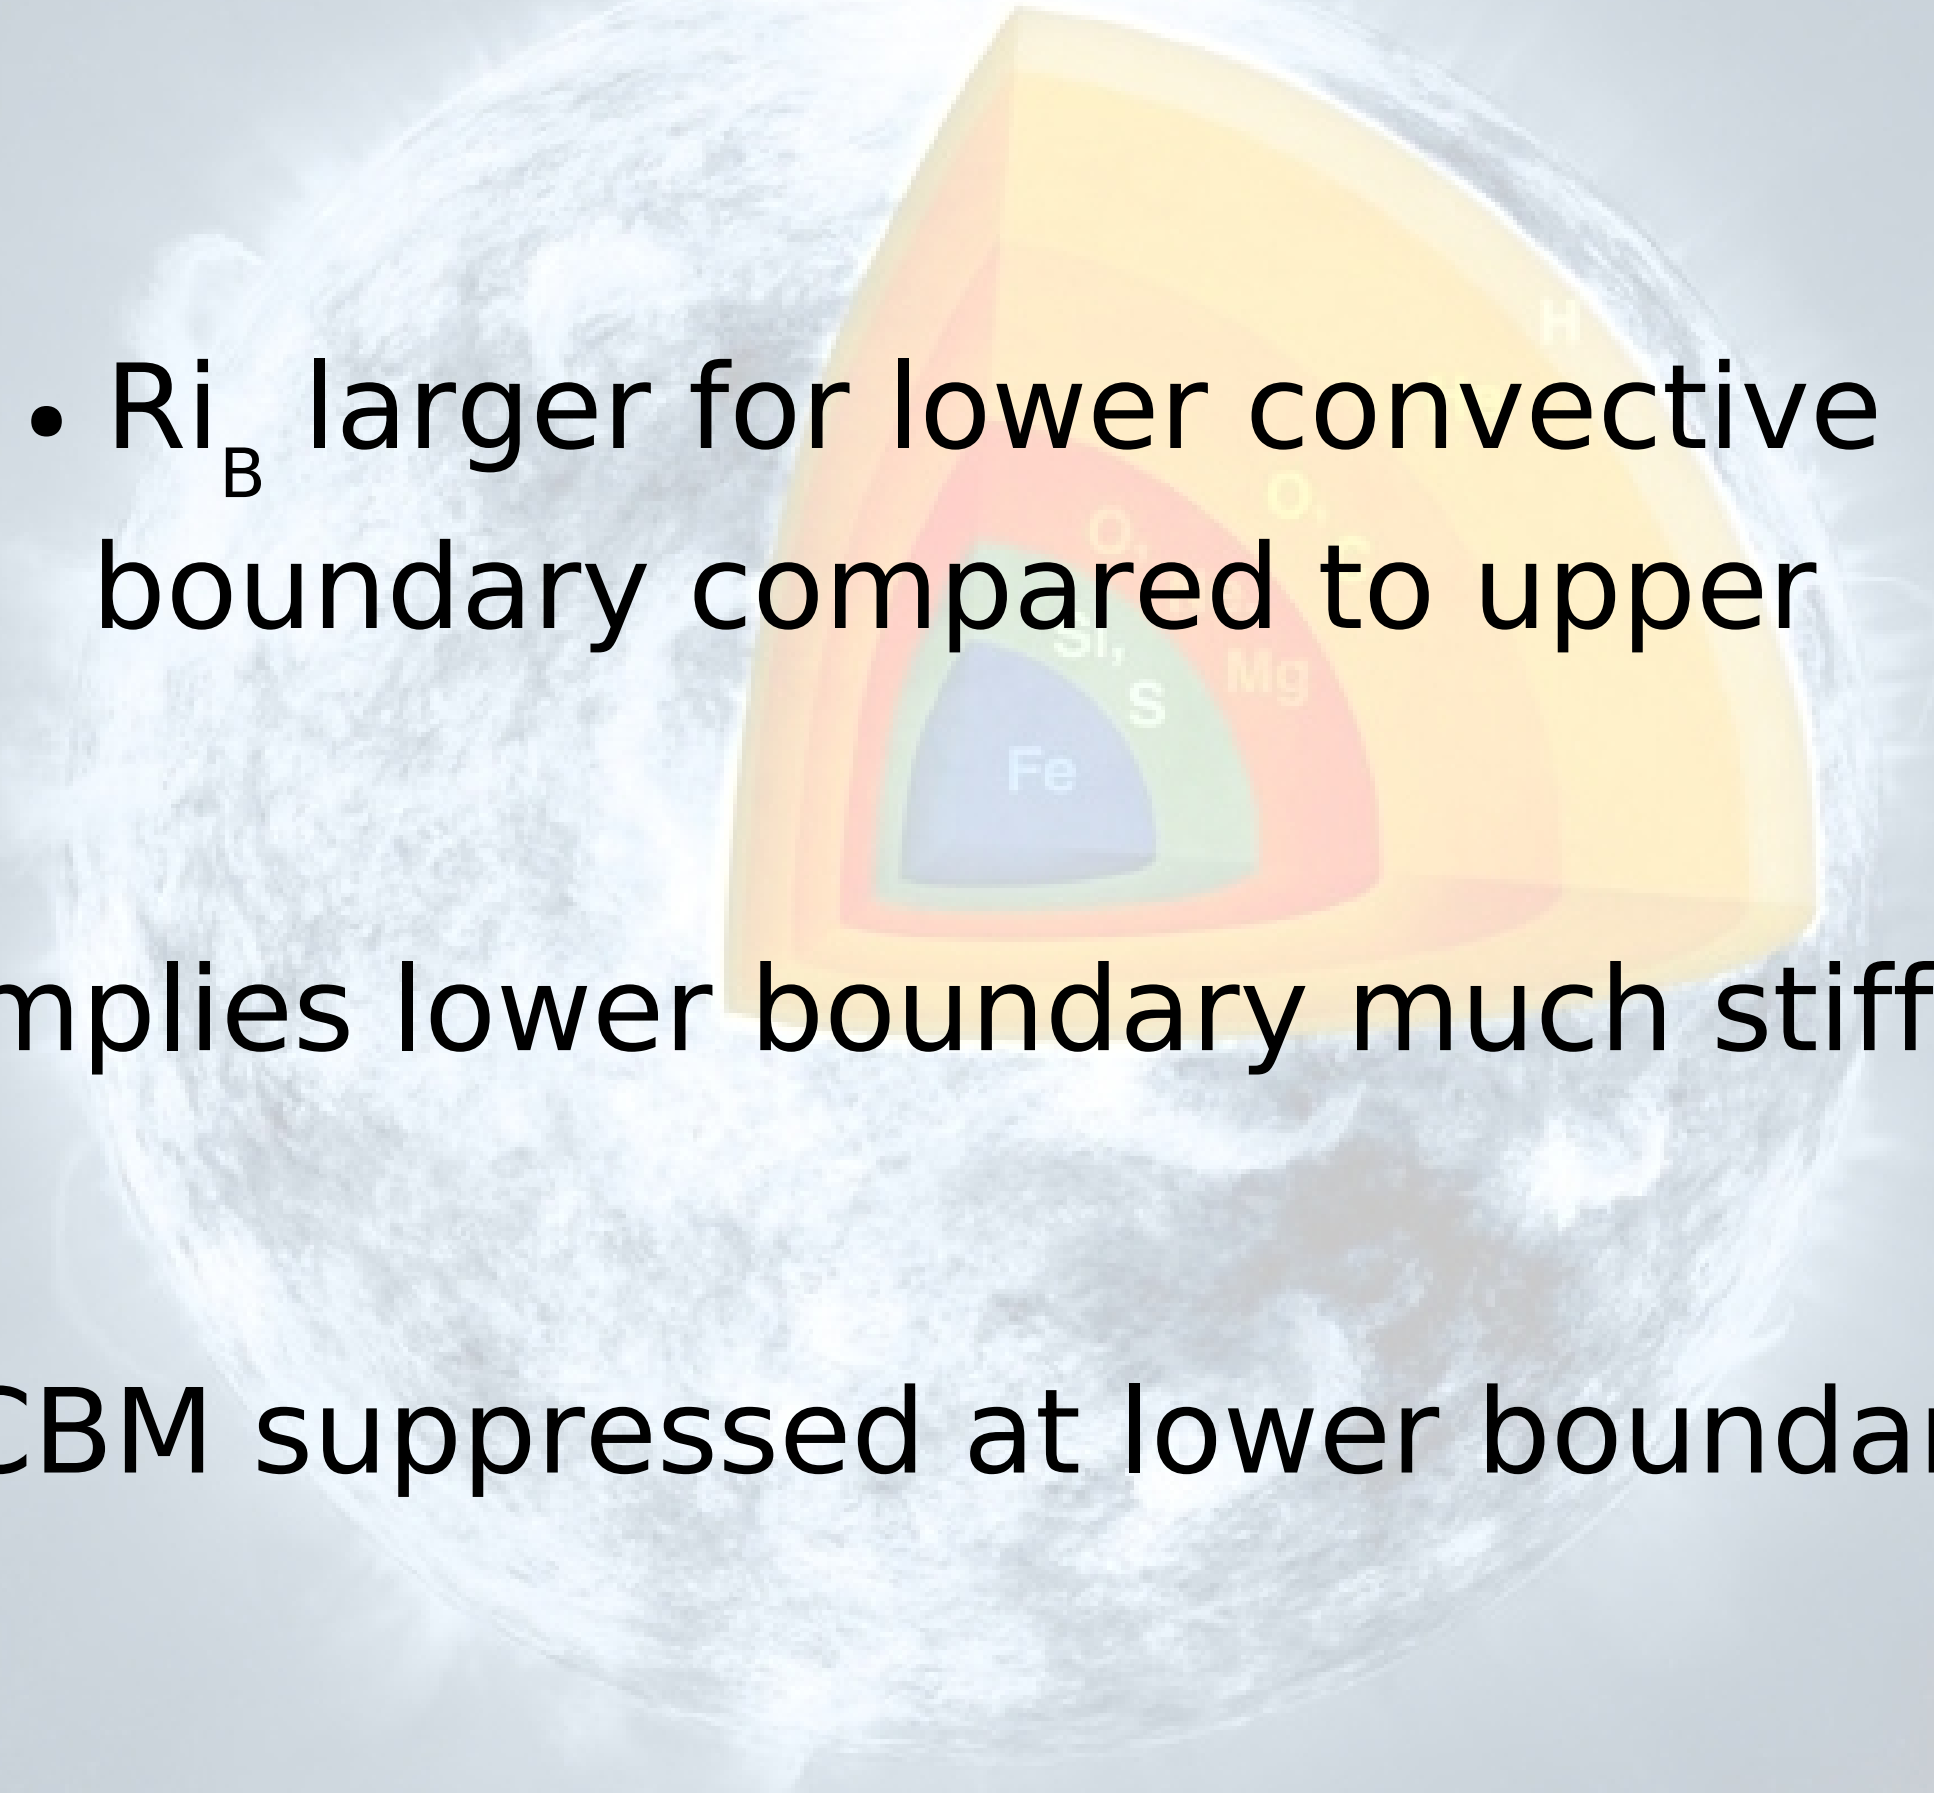 • Ri_B larger for lower convective
boundary compared to upper
mplies lower boundary much stiff
CBM suppressed at lower boundar
H
O,
O,
Si,
Mg
S
Fe